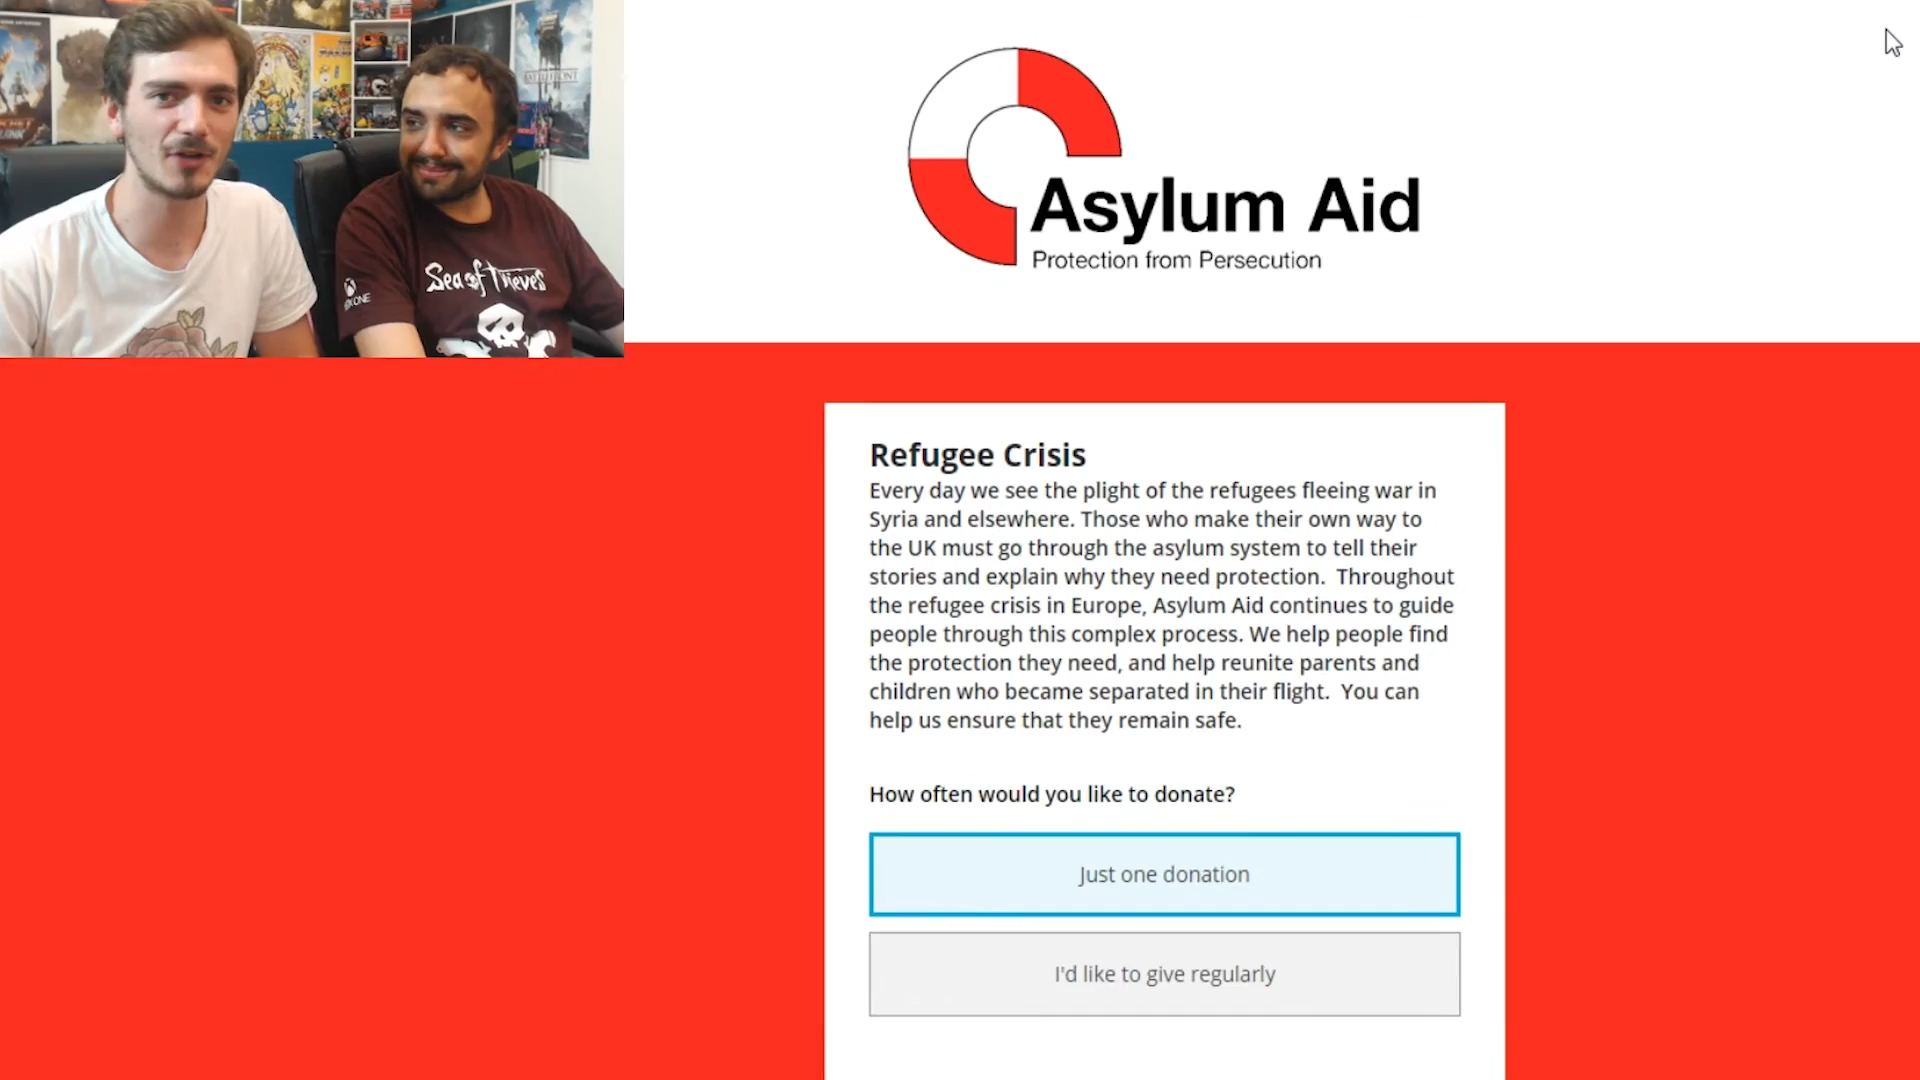 BATTLEFRONT
Sea of Thieves
XBOX ONE
Asylum Aid
Protection from Persecution
Refugee Crisis
Every day we see the plight of the refugees fleeing war in
Syria and elsewhere. Those who make their own way to
the UK must go through the asylum system to tell their
stories and explain why they need protection.  Throughout
the refugee crisis in Europe, Asylum Aid continues to guide
people through this complex process. We help people find
the protection they need, and help reunite parents and
children who became separated in their flight.  You can
help us ensure that they remain safe.
How often would you like to donate?
Just one donation
I'd like to give regularly